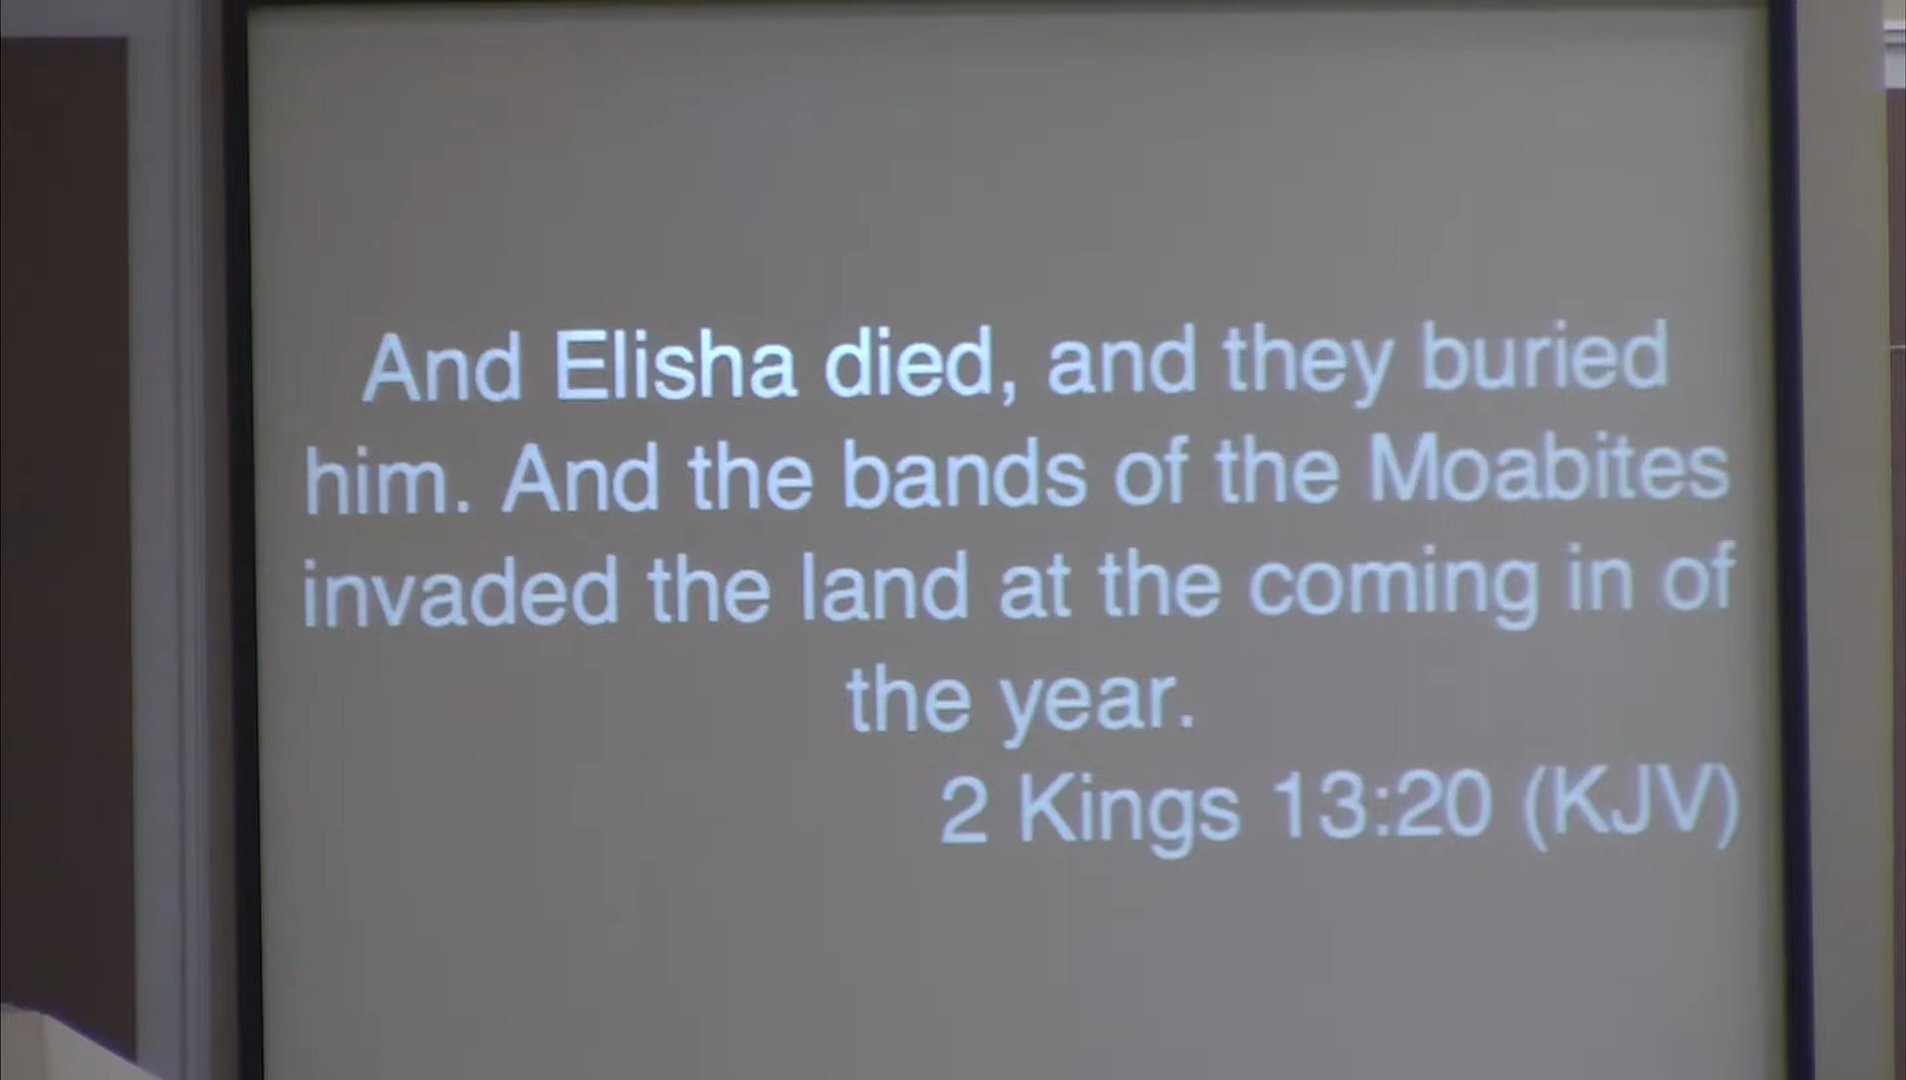 And Elisha died, and they buried
him. And the bands of the Moabites
invaded the land at the coming in of
the year.
2 Kings 13:20 (KJV)